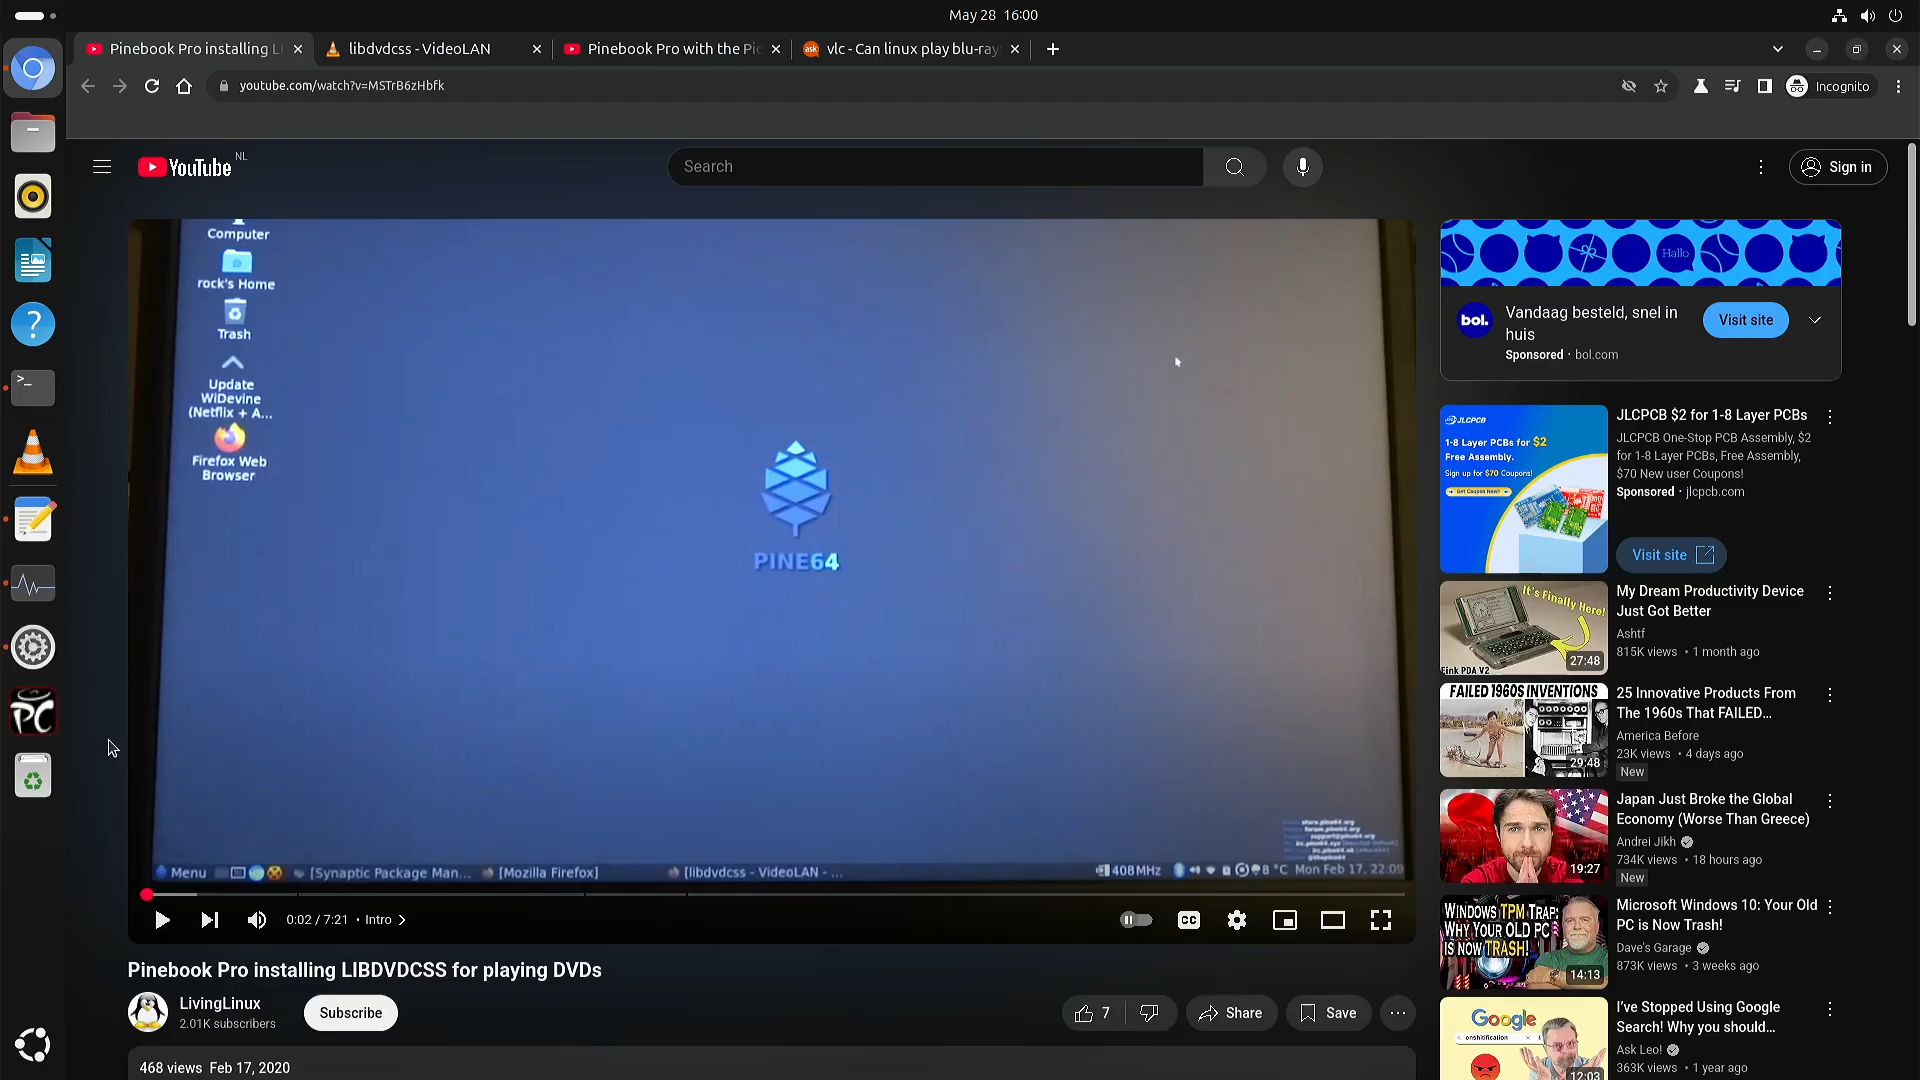 May 28 16:00
Pinebook Pro installing LI
libdvdcss - VideoLAN
Pinebook Pro with the Pic
vlc - Can linux play blu-ray
youtube.com/watch?v=MSTrB6zHbfk
Incognito
YouTube NL
Search
Sign in
Computer
rock's Home
Trash
Update
WiDevine
(Netflix + A...
Firefox Web
Browser
PINE64
Menu
[Synaptic Package Man...
[Mozilla Firefox]
[libdvdcss - VideoLAN - ...
408MHz
8 °C Mon Feb 17, 22:09
0:02 / 7:21 • Intro
CC
Pinebook Pro installing LIBDVDCSS for playing DVDs
LivingLinux
2.01K subscribers
Subscribe
7
Share
Save
468 views Feb 17, 2020
Hallo
bol.
Vandaag besteld, snel in
huis
Sponsored · bol.com
Visit site
JLCPCB
1-8 Layer PCBs for $2
Free Assembly.
Sign up for $70 Coupons!
Get Coupon Now!
JLCPCB $2 for 1-8 Layer PCBs
JLCPCB One-Stop PCB Assembly, $2
for 1-8 Layer PCBs, Free Assembly,
$70 New user Coupons!
Sponsored · jlcpcb.com
Visit site
It's Finally Here!
Eink PDA V2
27:48
My Dream Productivity Device
Just Got Better
Ashtf
815K views • 1 month ago
FAILED 1960S INVENTIONS
29:48
25 Innovative Products From
The 1960s That FAILED...
America Before
23K views • 4 days ago
New
19:27
Japan Just Broke the Global
Economy (Worse Than Greece)
Andrei Jikh
734K views • 18 hours ago
New
WINDOWS TPM TRAP:
WHY YOUR OLD PC
IS NOW TRASH!
14:13
Microsoft Windows 10: Your Old
PC is Now Trash!
Dave's Garage
873K views • 3 weeks ago
Google
enshitification
12:03
I've Stopped Using Google
Search! Why you should...
Ask Leo!
363K views • 1 year ago
PC